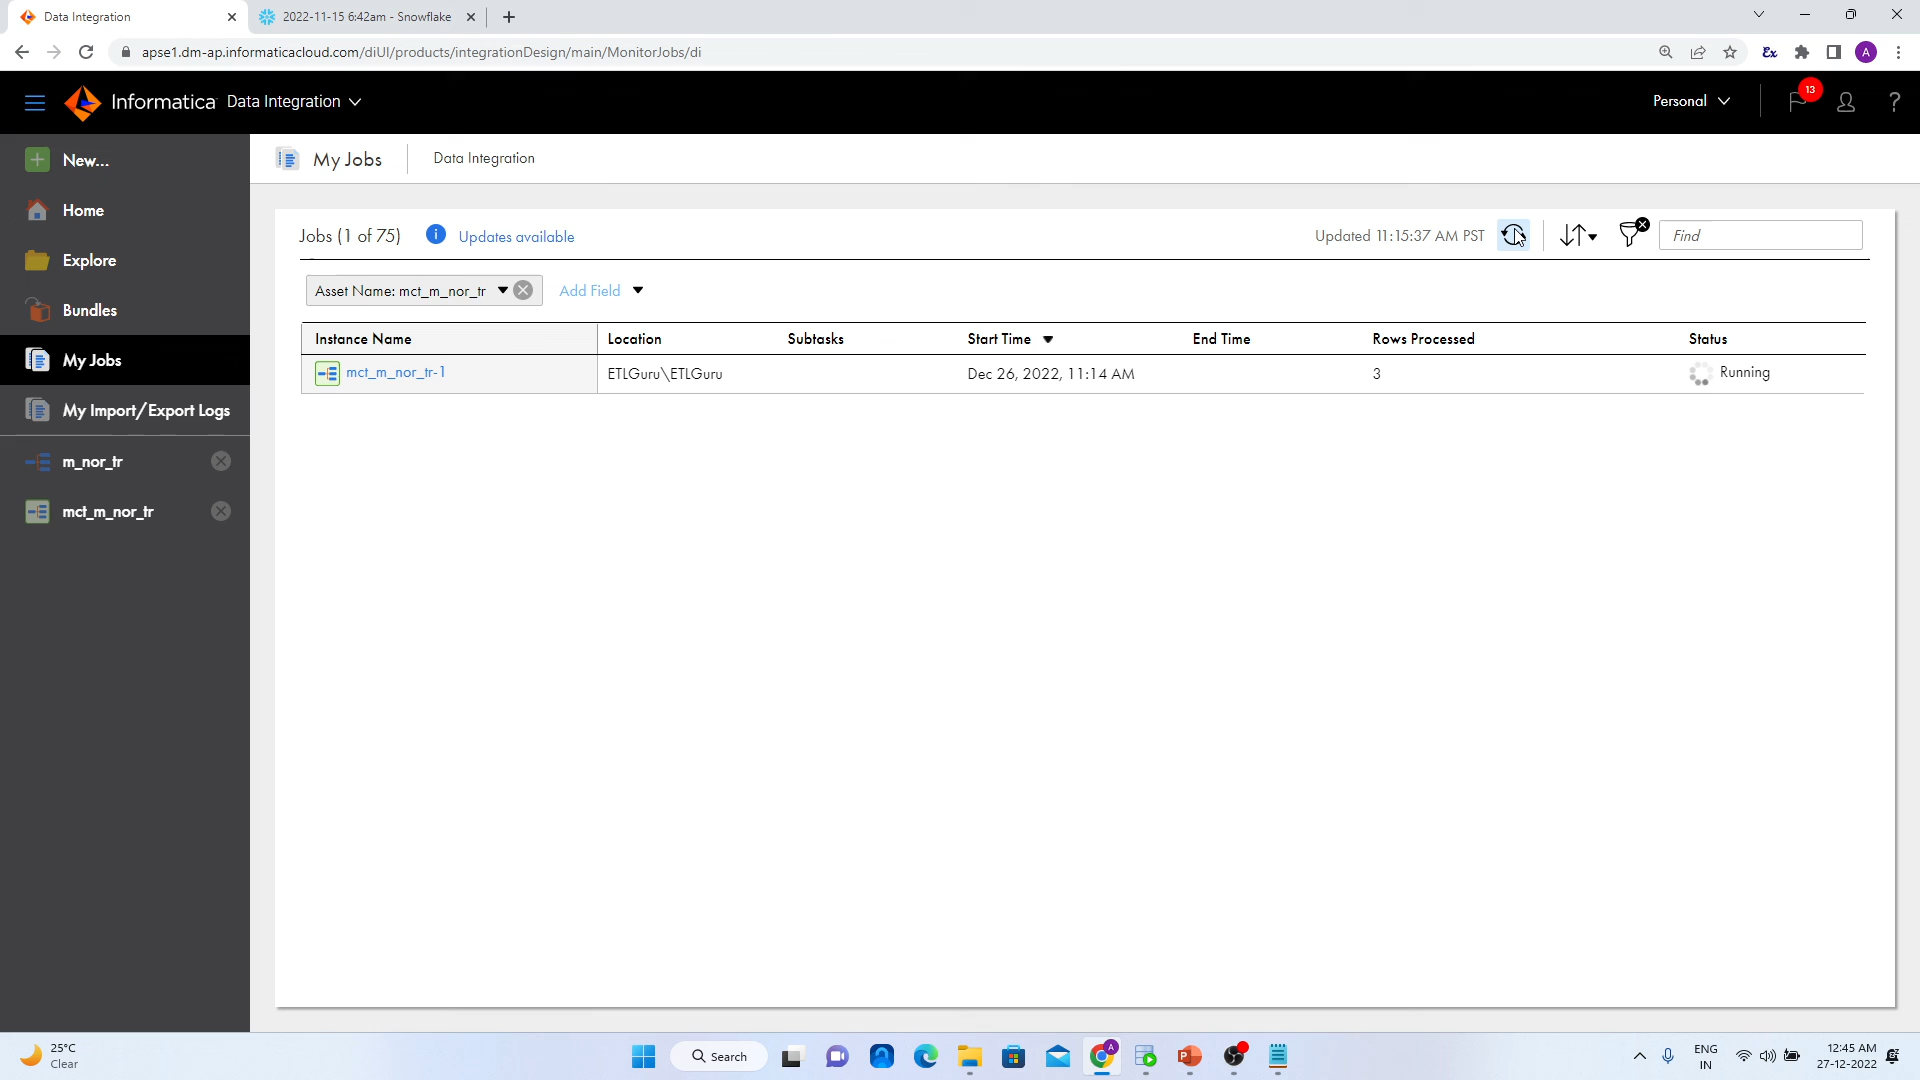 Data Integration
2022-11-15 6:42am - Snowflake
apse1.dm-ap.informaticacloud.com/diUI/products/integrationDesign/main/MonitorJobs/di
Ex
A
Informatica Data Integration
Personal
13
?
New...
Home
Explore
Bundles
My Jobs
My Import/Export Logs
m_nor_tr
mct_m_nor_tr
My Jobs
Data Integration
Jobs (1 of 75)
i
Updates available
Updated 11:15:37 AM PST
Find
Asset Name: mct_m_nor_tr
Add Field
Instance Name Location Subtasks Start Time End Time Rows Processed Status
mct_m_nor_tr-1 ETLGuru\ETLGuru Dec 26, 2022, 11:14 AM 3 Running
25°C
Clear
Search
A
ENG
IN
12:45 AM
27-12-2022